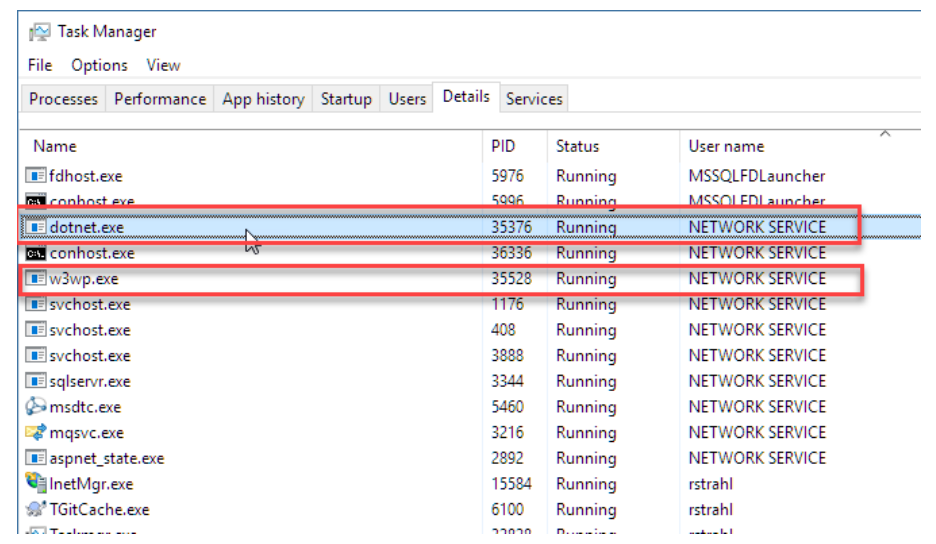 Task Manager
File Options View
Processes Performance App history Startup Users Details Services
Name PID Status User name
fdhost.exe 5976 Running MSSQLFDLauncher
conhost.exe 5996 Running MSSQLFDLauncher
dotnet.exe 35376 Running NETWORK SERVICE
conhost.exe 36336 Running NETWORK SERVICE
w3wp.exe 35528 Running NETWORK SERVICE
svchost.exe 1176 Running NETWORK SERVICE
svchost.exe 408 Running NETWORK SERVICE
svchost.exe 3888 Running NETWORK SERVICE
sqlservr.exe 3344 Running NETWORK SERVICE
msdtc.exe 5460 Running NETWORK SERVICE
mqsvc.exe 3216 Running NETWORK SERVICE
aspnet_state.exe 2892 Running NETWORK SERVICE
InetMgr.exe 15584 Running rstrahl
TGitCache.exe 6100 Running rstrahl
Taskmgr.exe Running rstrahl